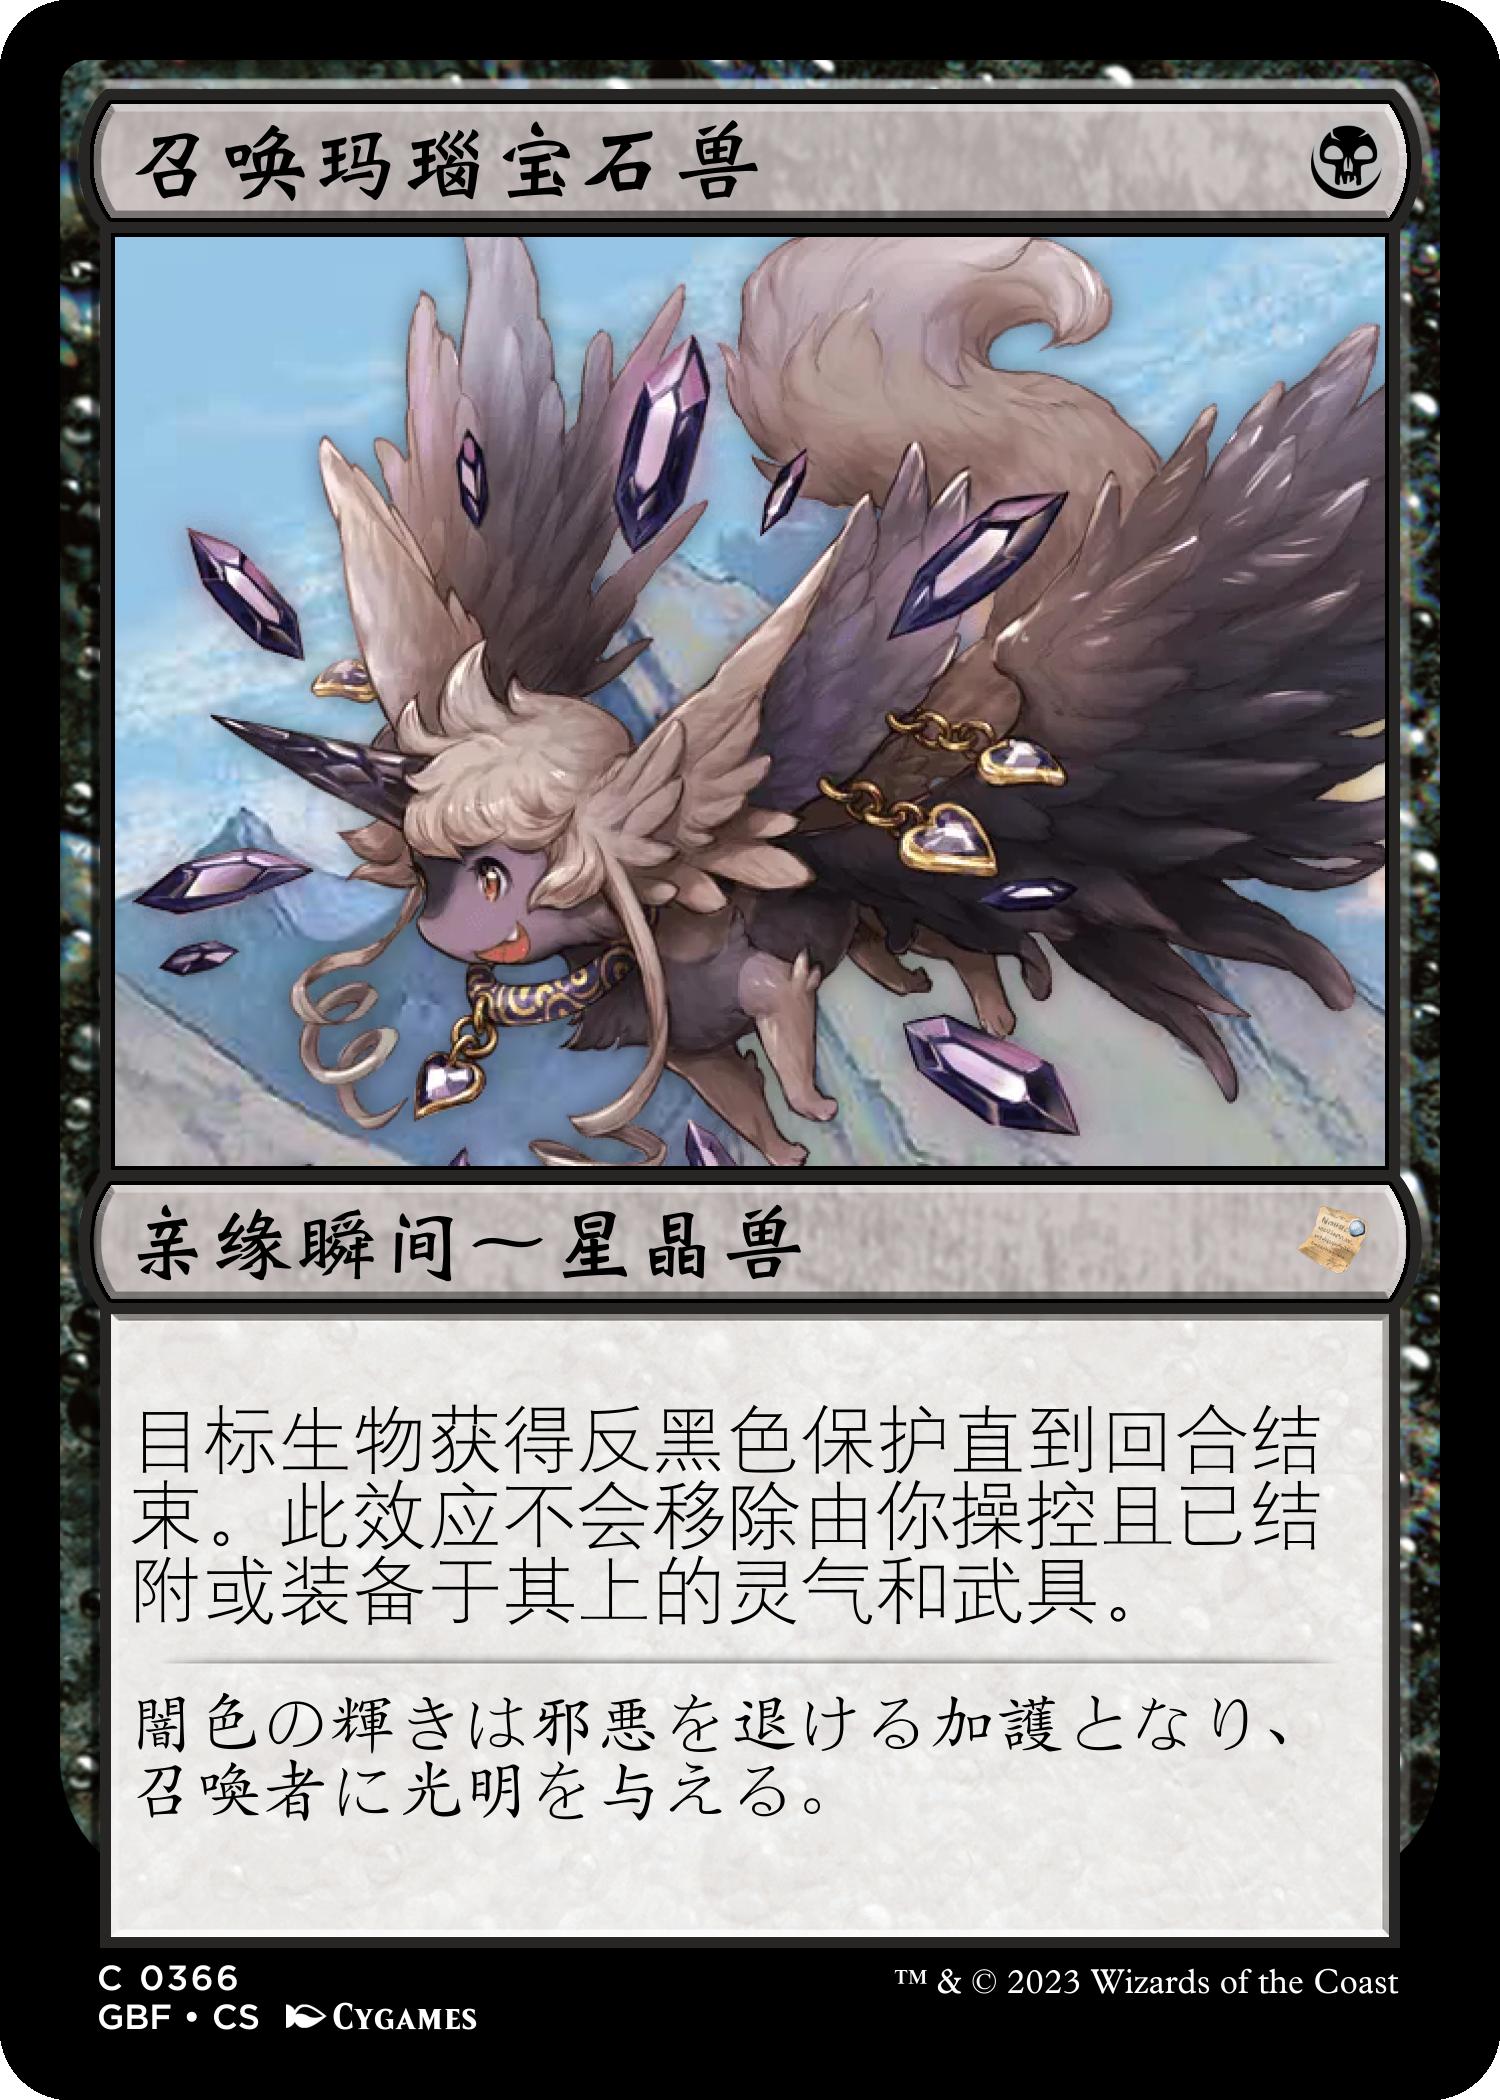 召唤玛瑙宝石兽
亲缘瞬间～星晶兽
目标生物获得反黑色保护直到回合结
束。此效应不会移除由你操控且已结
附或装备于其上的灵气和武具。
闇色の輝きは邪悪を退ける加護となり、
召喚者に光明を与える。
C 0366
GBF • CS CYGAMES
™ & © 2023 Wizards of the Coast